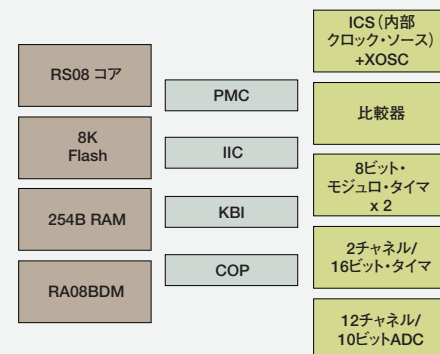 RS08 コア
8K
Flash
254B RAM
RA08BDM
PMC
IIC
KBI
COP
ICS（内部
クロック・ソース）
+XOSC
比較器
8ビット・
モジュロ・タイマ
x 2
2チャネル/
16ビット・タイマ
12チャネル/
10ビットADC